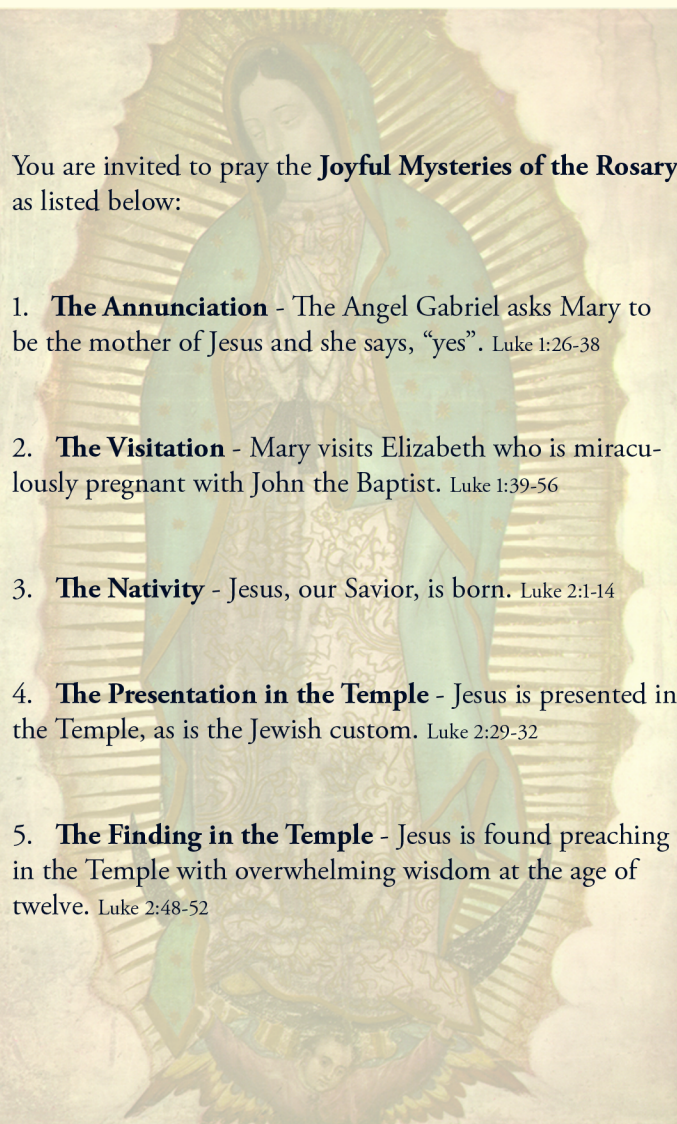 You are invited to pray the Joyful Mysteries of the Rosary
as listed below:
1. The Annunciation - The Angel Gabriel asks Mary to
be the mother of Jesus and she says, “yes”. Luke 1:26-38
2. The Visitation - Mary visits Elizabeth who is miracu-
lously pregnant with John the Baptist. Luke 1:39-56
3. The Nativity - Jesus, our Savior, is born. Luke 2:1-14
4. The Presentation in the Temple - Jesus is presented in
the Temple, as is the Jewish custom. Luke 2:29-32
5. The Finding in the Temple - Jesus is found preaching
in the Temple with overwhelming wisdom at the age of
twelve. Luke 2:48-52